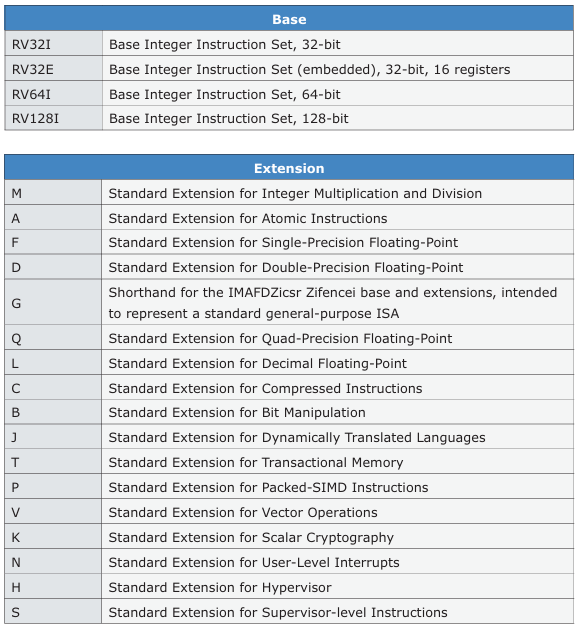 Base
RV32I Base Integer Instruction Set, 32-bit
RV32E Base Integer Instruction Set (embedded), 32-bit, 16 registers
RV64I Base Integer Instruction Set, 64-bit
RV128I Base Integer Instruction Set, 128-bit
Extension
M Standard Extension for Integer Multiplication and Division
A Standard Extension for Atomic Instructions
F Standard Extension for Single-Precision Floating-Point
D Standard Extension for Double-Precision Floating-Point
G Shorthand for the IMAFDZicsr Zifencei base and extensions, intended
to represent a standard general-purpose ISA
Q Standard Extension for Quad-Precision Floating-Point
L Standard Extension for Decimal Floating-Point
C Standard Extension for Compressed Instructions
B Standard Extension for Bit Manipulation
J Standard Extension for Dynamically Translated Languages
T Standard Extension for Transactional Memory
P Standard Extension for Packed-SIMD Instructions
V Standard Extension for Vector Operations
K Standard Extension for Scalar Cryptography
N Standard Extension for User-Level Interrupts
H Standard Extension for Hypervisor
S Standard Extension for Supervisor-level Instructions